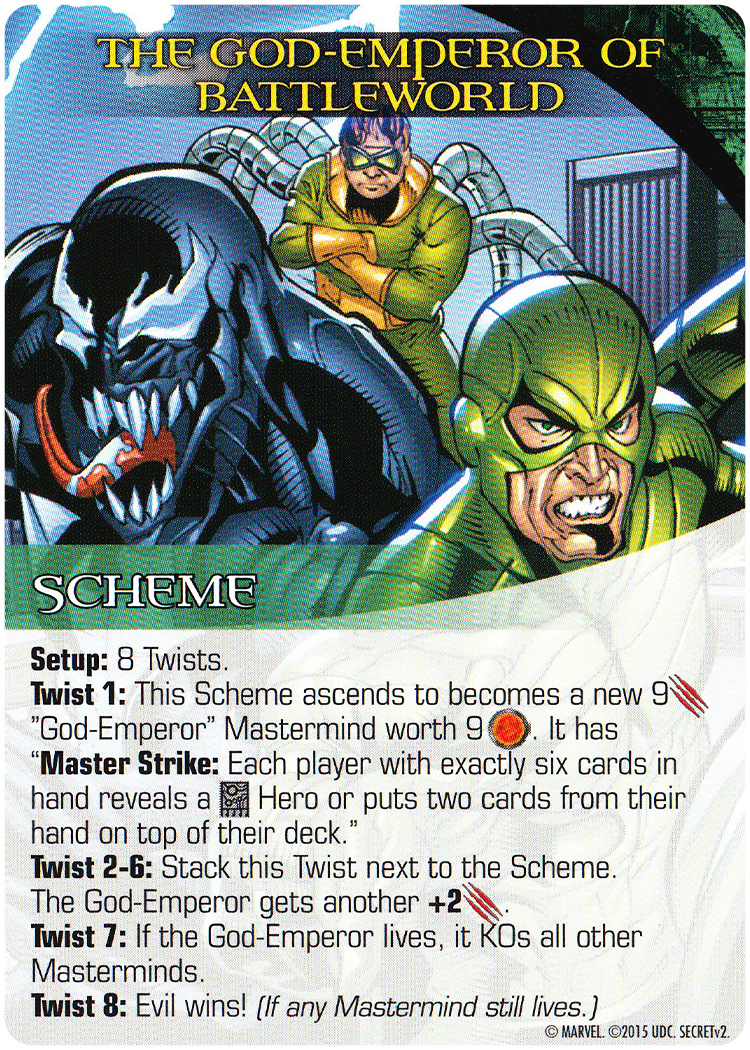 THE GOD-EMPEROR OF
BATTLEWORLD
SCHEME
Setup: 8 Twists.
Twist 1: This Scheme ascends to becomes a new 9
"God-Emperor" Mastermind worth 9. It has
“Master Strike: Each player with exactly six cards in
hand reveals a Hero or puts two cards from their
hand on top of their deck.”
Twist 2-6: Stack this Twist next to the Scheme.
The God-Emperor gets another +2.
Twist 7: If the God-Emperor lives, it KOs all other
Masterminds.
Twist 8: Evil wins! (If any Mastermind still lives.)
© MARVEL. ©2015 UDC. SECRETv2.